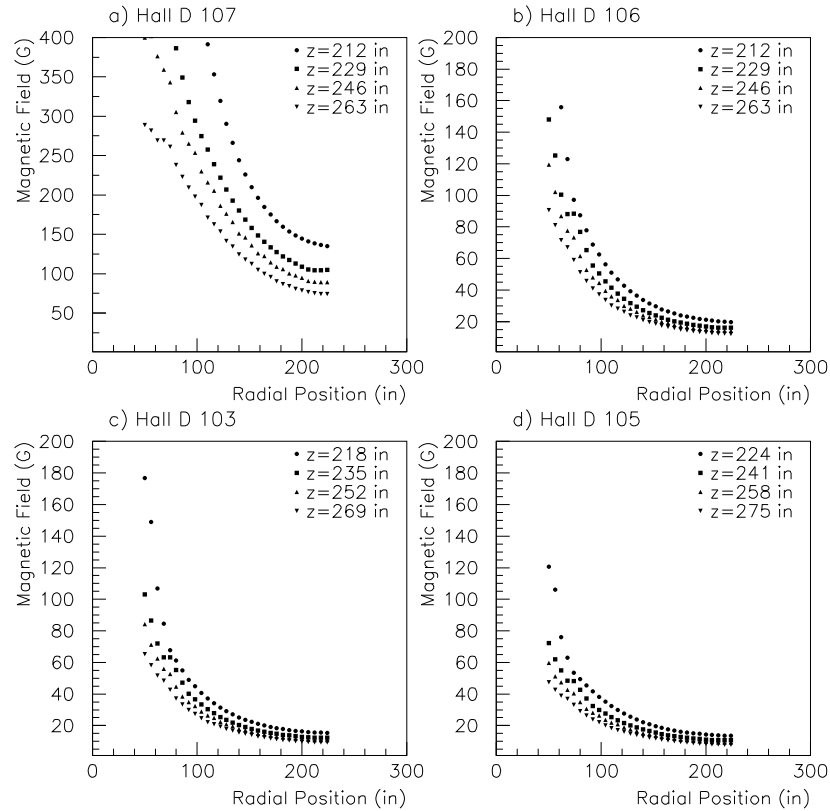 a) Hall D 107
Magnetic Field (G)
400
350
300
250
200
150
100
50
z=212 in
z=229 in
z=246 in
z=263 in
0
100
200
300
Radial Position (in)
b) Hall D 106
Magnetic Field (G)
200
180
160
140
120
100
80
60
40
20
z=212 in
z=229 in
z=246 in
z=263 in
0
100
200
300
Radial Position (in)
c) Hall D 103
Magnetic Field (G)
200
180
160
140
120
100
80
60
40
20
z=218 in
z=235 in
z=252 in
z=269 in
0
100
200
300
Radial Position (in)
d) Hall D 105
Magnetic Field (G)
200
180
160
140
120
100
80
60
40
20
z=224 in
z=241 in
z=258 in
z=275 in
0
100
200
300
Radial Position (in)